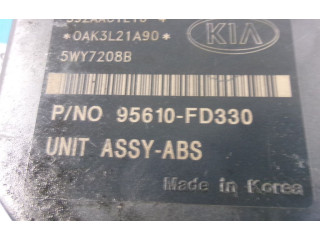 *0AK3L21A90*
KIA
5WY7208B
P/NO 95610-FD330
UNIT ASSY-ABS
Made in Korea